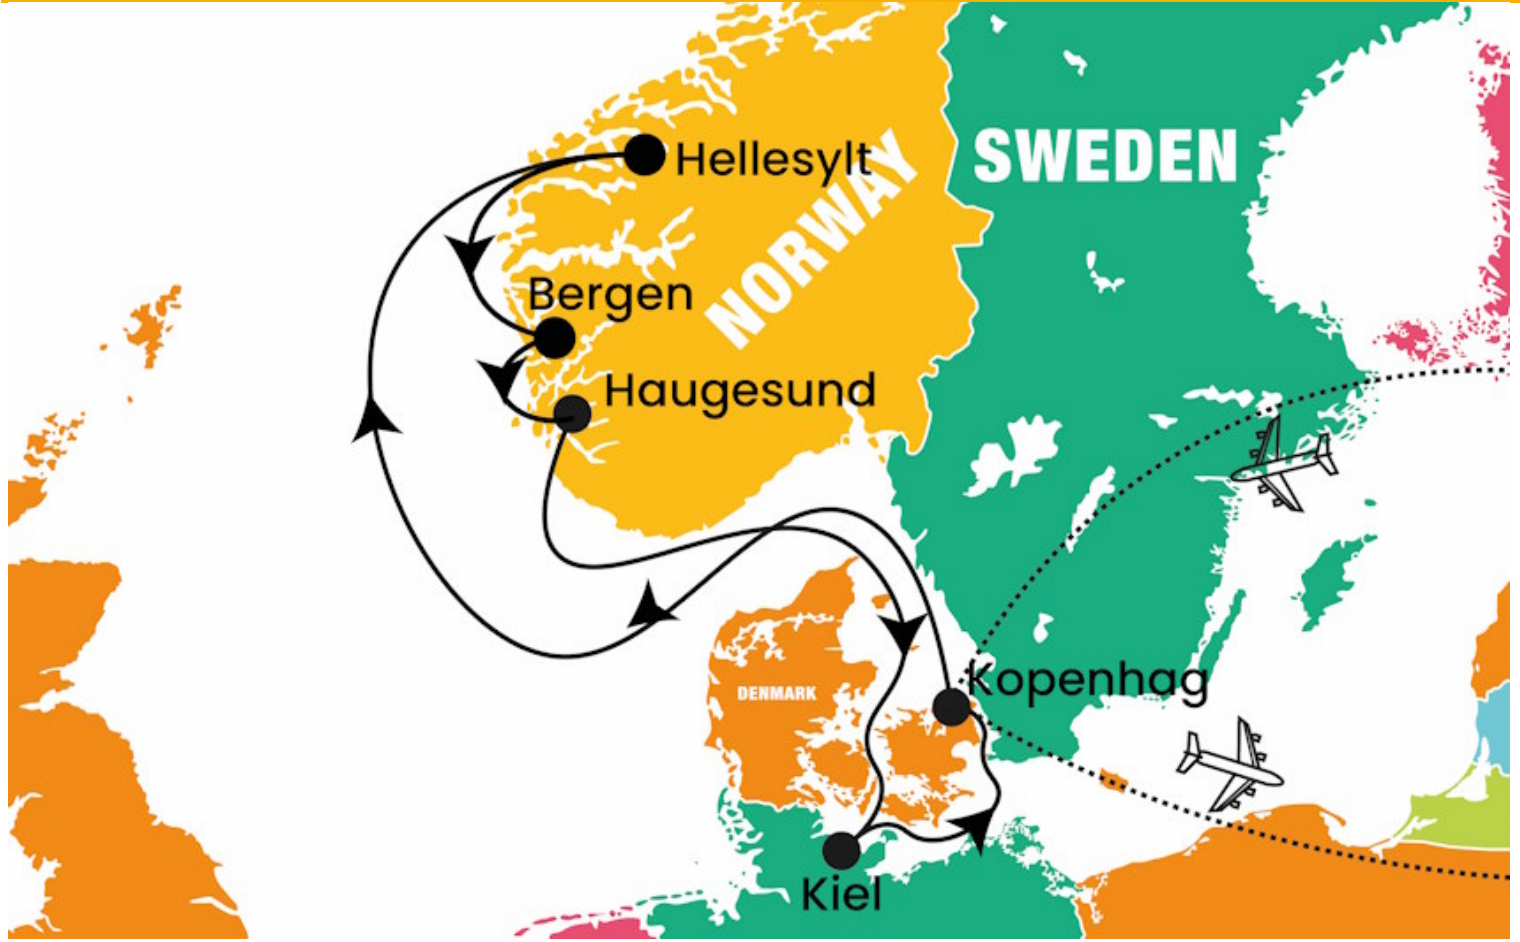 SWEDEN
Hellesylt
NORWAY
Bergen
Haugesund
Kopenhag
DENMARK
Kiel